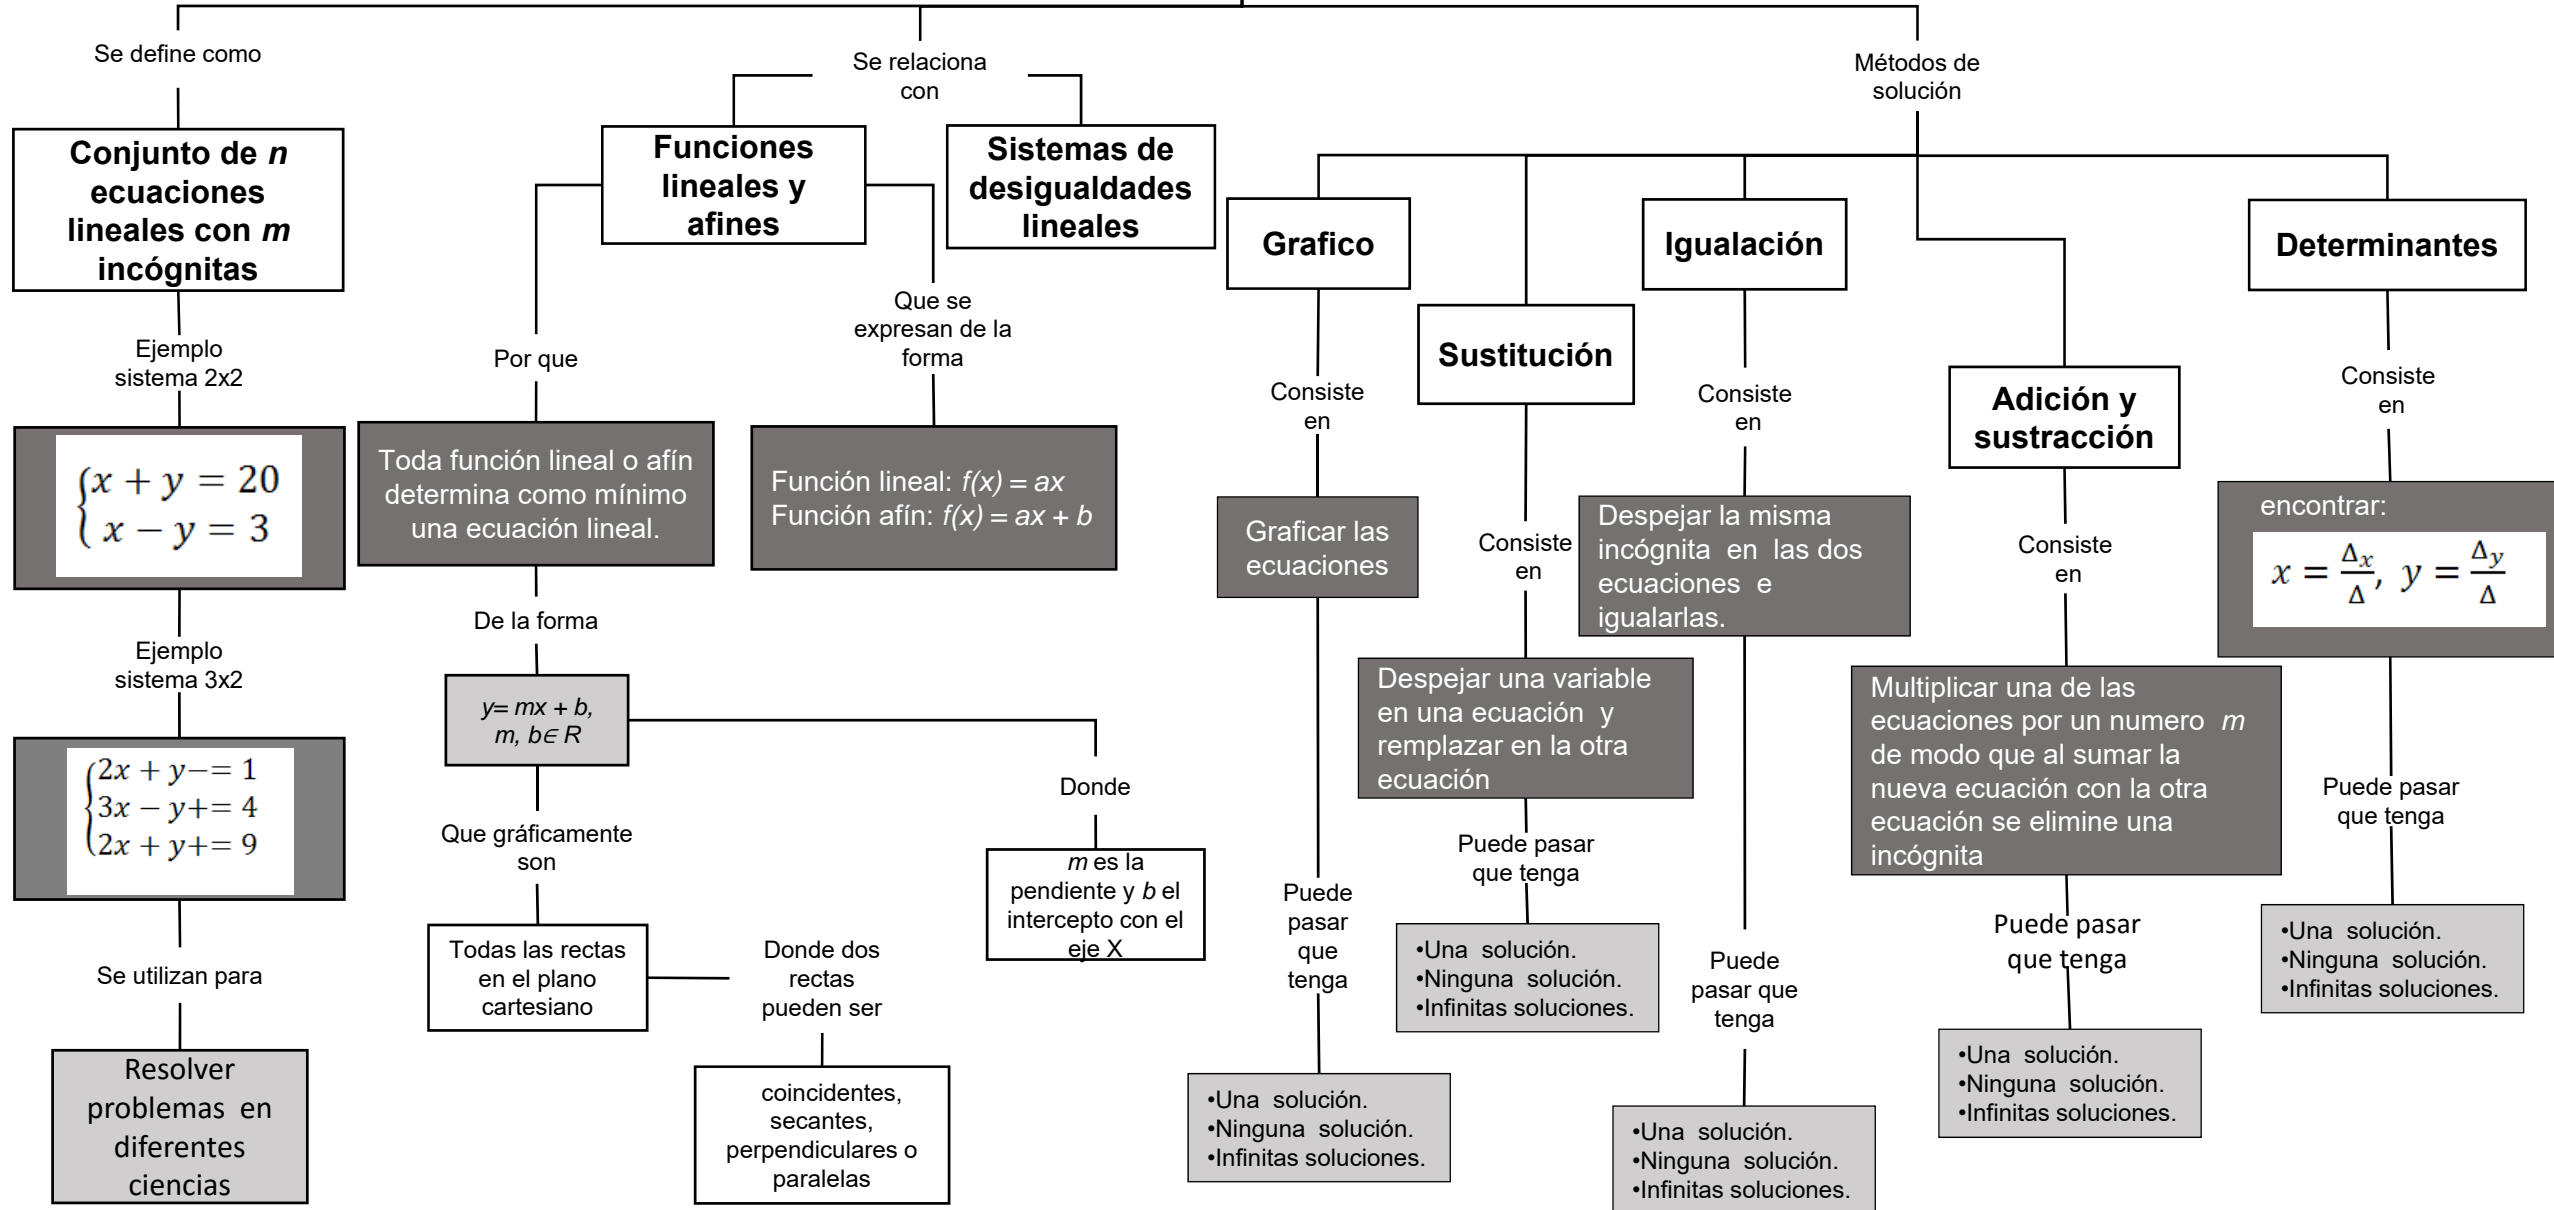 Se define como
Conjunto de n
ecuaciones
lineales con m
incógnitas
Ejemplo
sistema 2x2
x + y = 20
x − y = 3
Ejemplo
sistema 3x2
2x + y−= 1
3x − y+= 4
2x + y+= 9
Se utilizan para
Resolver
problemas en
diferentes
ciencias
Se relaciona
con
Funciones
lineales y
afines
Sistemas de
desigualdades
lineales
Por que
Toda función lineal o afín
determina como mínimo
una ecuación lineal.
Que se
expresan de la
forma
Función lineal: f(x) = ax
Función afín: f(x) = ax + b
De la forma
y= mx + b,
m, b∈ R
Donde
m es la
pendiente y b el
intercepto con el
eje X
Que gráficamente
son
Todas las rectas
en el plano
cartesiano
Donde dos
rectas
pueden ser
coincidentes,
secantes,
perpendiculares o
paralelas
Métodos de
solución
Grafico
Consiste
en
Graficar las
ecuaciones
Puede
pasar
que
tenga
•Una solución.
•Ninguna solución.
•Infinitas soluciones.
Sustitución
Consiste
en
Despejar una variable
en una ecuación y
remplazar en la otra
ecuación
Puede pasar
que tenga
•Una solución.
•Ninguna solución.
•Infinitas soluciones.
Igualación
Consiste
en
Despejar la misma
incógnita en las dos
ecuaciones e
igualarlas.
Puede
pasar que
tenga
•Una solución.
•Ninguna solución.
•Infinitas soluciones.
Adición y
sustracción
Consiste
en
Multiplicar una de las
ecuaciones por un numero m
de modo que al sumar la
nueva ecuación con la otra
ecuación se elimine una
incógnita
Puede pasar
que tenga
•Una solución.
•Ninguna solución.
•Infinitas soluciones.
Determinantes
Consiste
en
encontrar:
x = Δx/Δ, y = Δy/Δ
Puede pasar
que tenga
•Una solución.
•Ninguna solución.
•Infinitas soluciones.